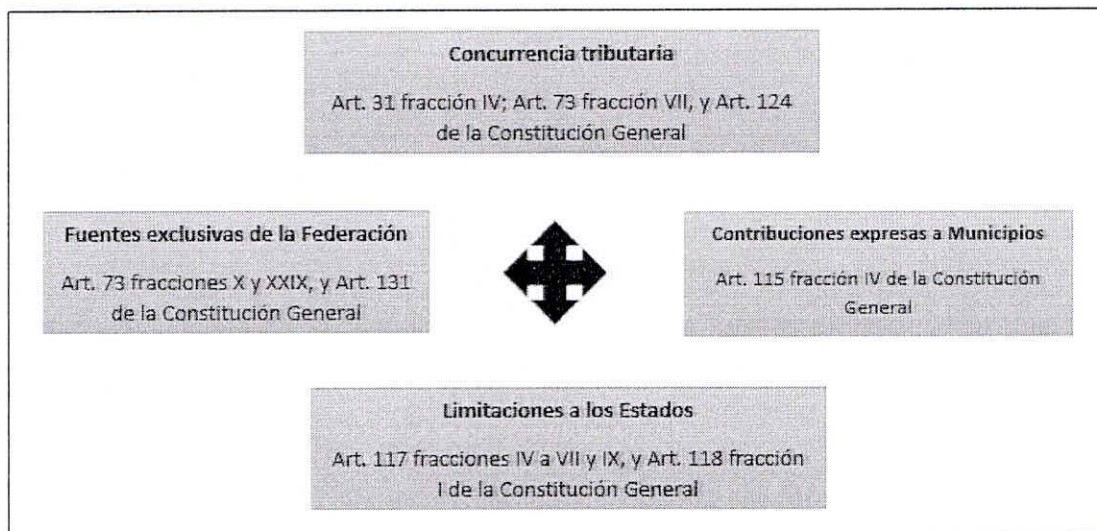 Concurrencia tributaria
Art. 31 fracción IV; Art. 73 fracción VII, y Art. 124
de la Constitución General
Fuentes exclusivas de la Federación
Art. 73 fracciones X y XXIX, y Art. 131
de la Constitución General
Contribuciones expresas a Municipios
Art. 115 fracción IV de la Constitución
General
Limitaciones a los Estados
Art. 117 fracciones IV a VII y IX, y Art. 118 fracción
I de la Constitución General